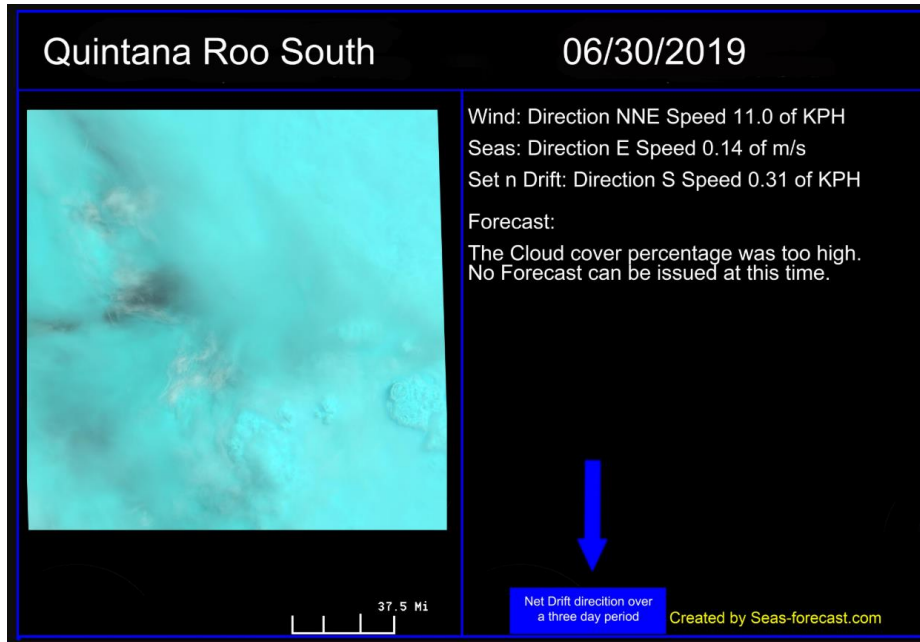 Quintana Roo South
06/30/2019
Wind: Direction NNE Speed 11.0 of KPH
Seas: Direction E Speed 0.14 of m/s
Set n Drift: Direction S Speed 0.31 of KPH
Forecast:
The Cloud cover percentage was too high.
No Forecast can be issued at this time.
37.5 Mi
Net Drift direcition over
a three day period
Created by Seas-forecast.com